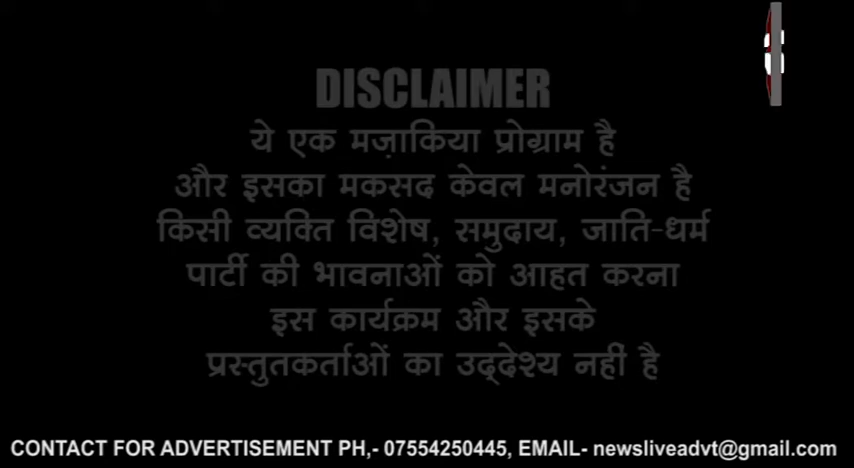 DISCLAIMER
ये एक मज़ाकिया प्रोग्राम है
और इसका मकसद केवल मनोरंजन है
किसी व्यक्ति विशेष, समुदाय, जाति-धर्म
पार्टी की भावनाओं को आहत करना
इस कार्यक्रम और इसके
प्रस्तुतकर्ताओं का उद्देश्य नहीं है
CONTACT FOR ADVERTISEMENT PH,- 07554250445, EMAIL- newsliveadvt@gmail.com